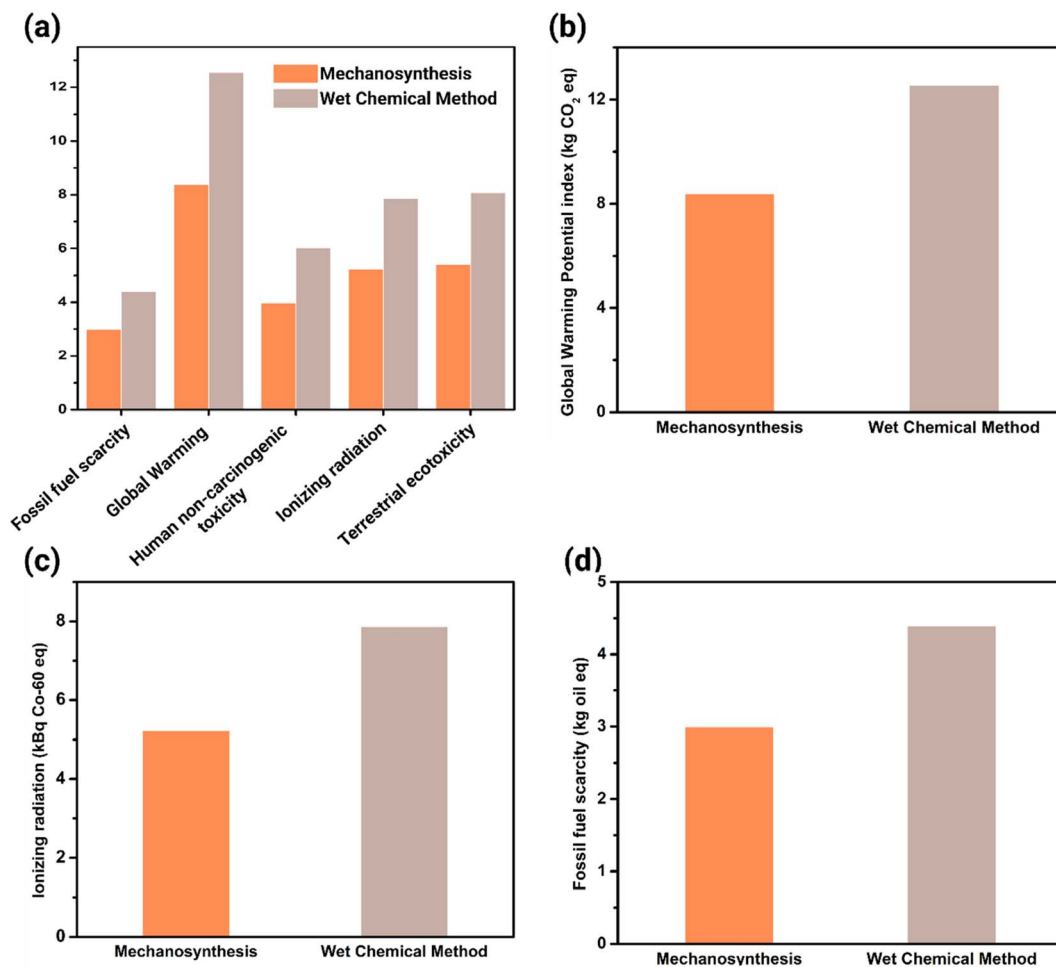 (a)
12
10
8
6
4
2
0
Mechanosynthesis
Wet Chemical Method
Fossil fuel scarcity
Global Warming
Human non-carcinogenic
toxicity
Ionizing radiation
Terrestrial ecotoxicity
(b)
Global Warming Potential index (kg CO₂ eq)
12
8
4
0
Mechanosynthesis
Wet Chemical Method
(c)
Ionizing radiation (kBq Co-60 eq)
8
6
4
2
0
Mechanosynthesis
Wet Chemical Method
(d)
Fossil fuel scarcity (kg oil eq)
5
4
3
2
1
0
Mechanosynthesis
Wet Chemical Method